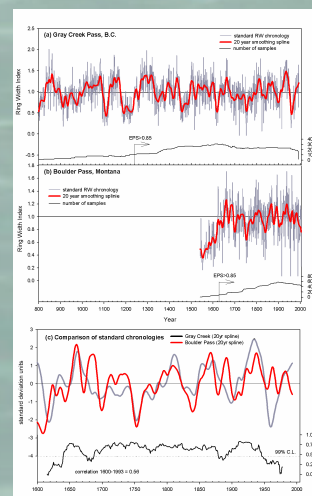 (a) Gray Creek Pass, B.C.
standard RW chronology
20 year smoothing spline
number of samples
Ring Width Index
2.5
2.0
1.5
1.0
0.5
0.0
-0.5
EPS>0.85
(b) Boulder Pass, Montana
standard RW chronology
20 year smoothing spline
number of samples
Ring Width Index
1.8
1.6
1.4
1.2
1.0
0.8
0.6
0.4
0.2
0.0
EPS>0.85
800 900 1000 1100 1200 1300 1400 1500 1600 1700 1800 1900 2000
Year
(c) Comparison of standard chronologies
Gray Creek (20yr spline)
Boulder Pass (20yr spline)
standard deviation units
3
2
1
0
-1
-2
-3
-4
99% C.L.
correlation 1600-1993 = 0.56
1600 1650 1700 1750 1800 1850 1900 1950 2000